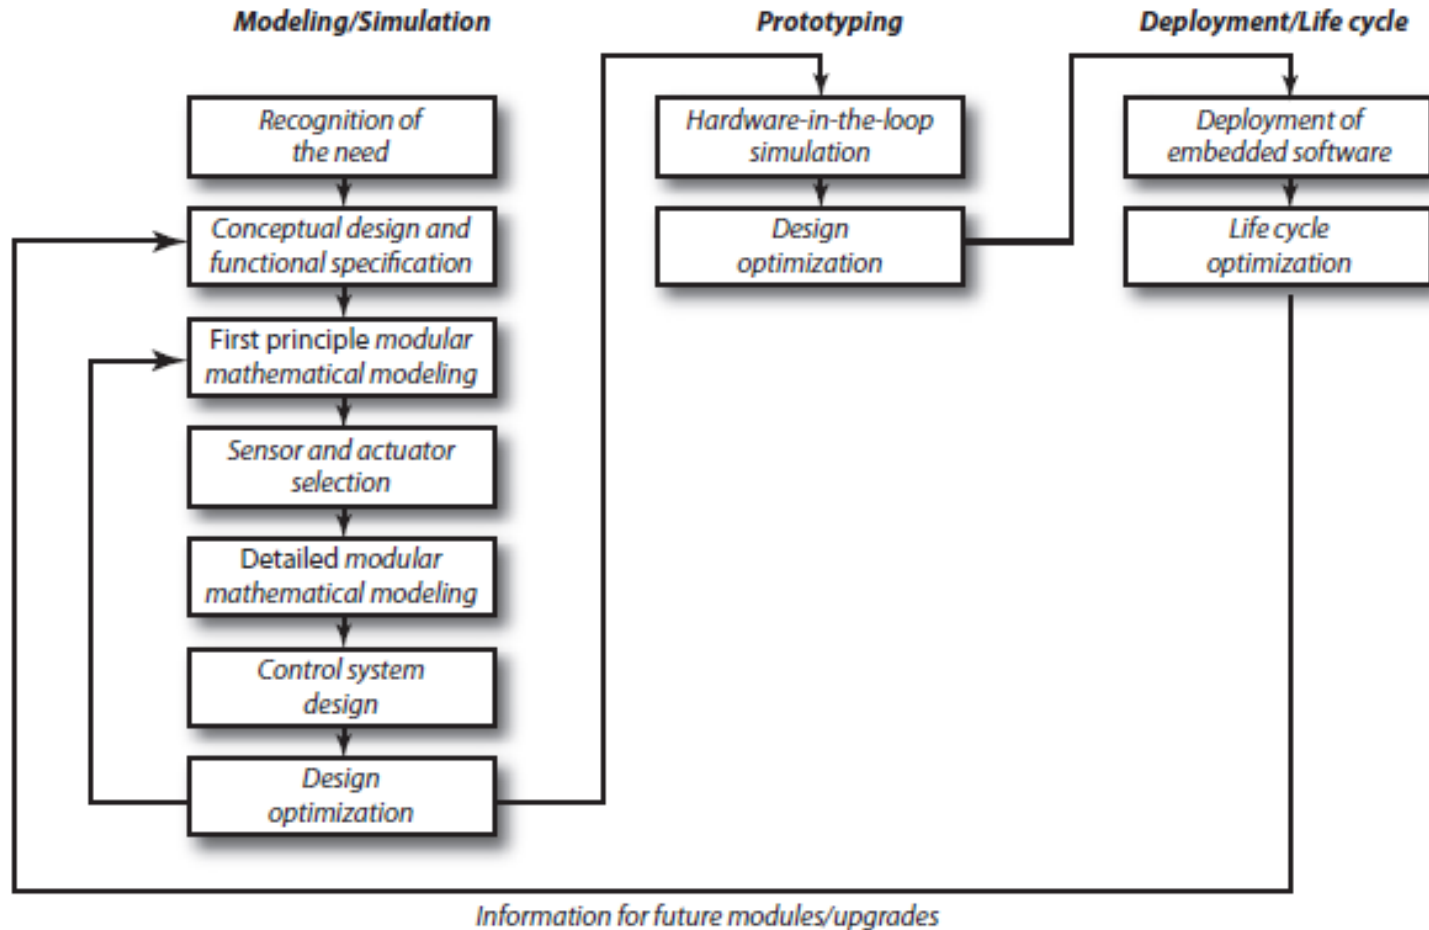 Modeling/Simulation
Recognition of
the need
Conceptual design and
functional specification
First principle modular
mathematical modeling
Sensor and actuator
selection
Detailed modular
mathematical modeling
Control system
design
Design
optimization
Prototyping
Hardware-in-the-loop
simulation
Design
optimization
Deployment/Life cycle
Deployment of
embedded software
Life cycle
optimization
Information for future modules/upgrades